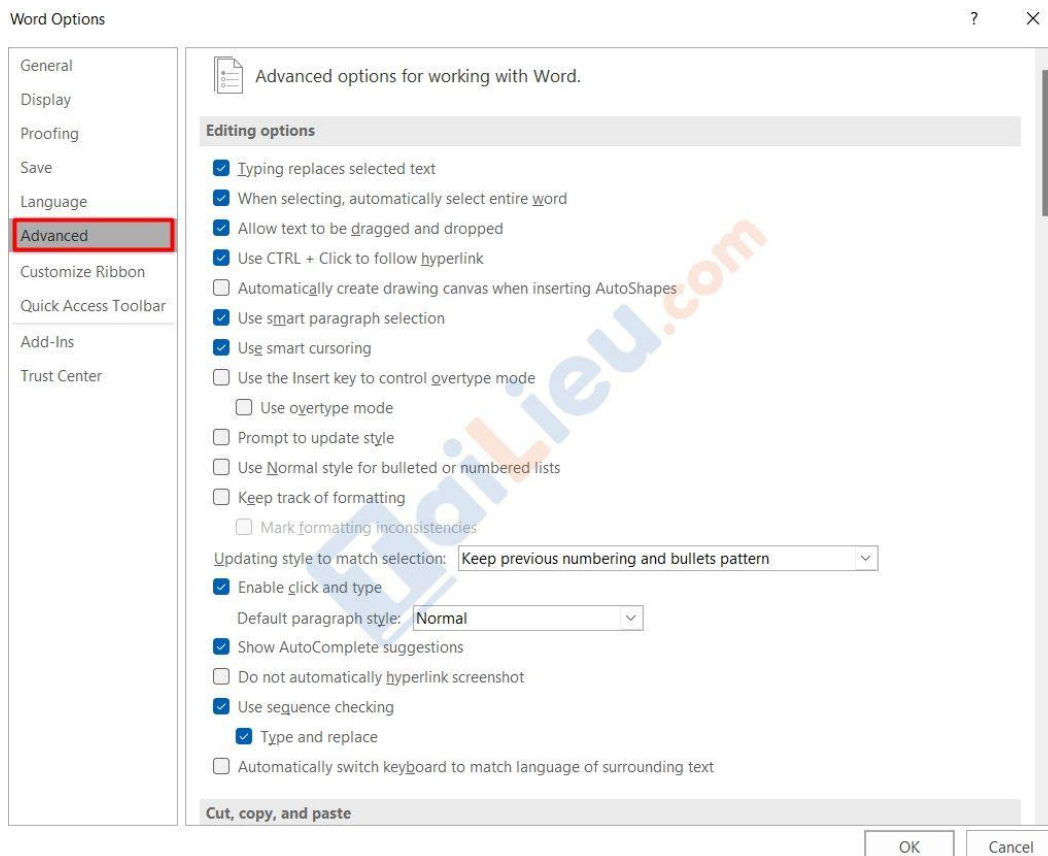 Word Options
?
General
Display
Proofing
Save
Language
Advanced
Customize Ribbon
Quick Access Toolbar
Add-Ins
Trust Center
Advanced options for working with Word.
Editing options
Typing replaces selected text
When selecting, automatically select entire word
Allow text to be dragged and dropped
Use CTRL + Click to follow hyperlink
Automatically create drawing canvas when inserting AutoShapes
Use smart paragraph selection
Use smart cursoring
Use the Insert key to control overtype mode
Use overtype mode
Prompt to update style
Use Normal style for bulleted or numbered lists
Keep track of formatting
Mark formatting inconsistencies
Updating style to match selection: Keep previous numbering and bullets pattern
Enable click and type
Default paragraph style: Normal
Show AutoComplete suggestions
Do not automatically hyperlink screenshot
Use sequence checking
Type and replace
Automatically switch keyboard to match language of surrounding text
Cut, copy, and paste
OK Cancel
TaiLieu.com